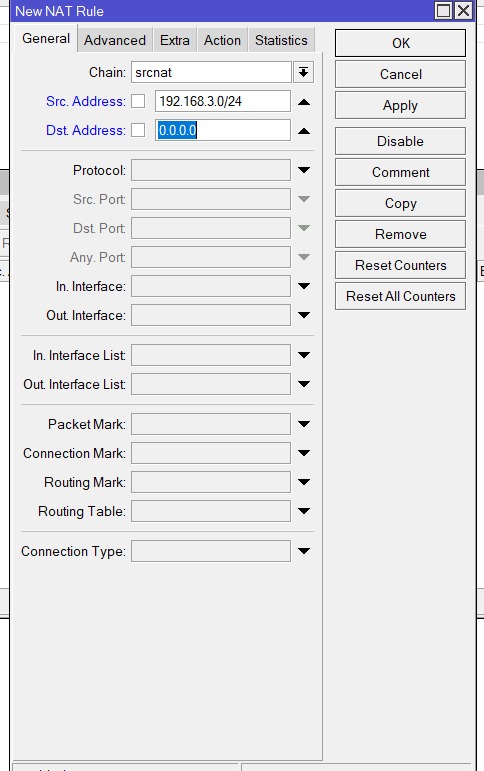 New NAT Rule
General Advanced Extra Action Statistics
Chain: srcnat
Src. Address: 192.168.3.0/24
Dst. Address: 0.0.0.0
Protocol:
Src. Port:
Dst. Port:
Any. Port:
In. Interface:
Out. Interface:
In. Interface List:
Out. Interface List:
Packet Mark:
Connection Mark:
Routing Mark:
Routing Table:
Connection Type:
OK
Cancel
Apply
Disable
Comment
Copy
Remove
Reset Counters
Reset All Counters